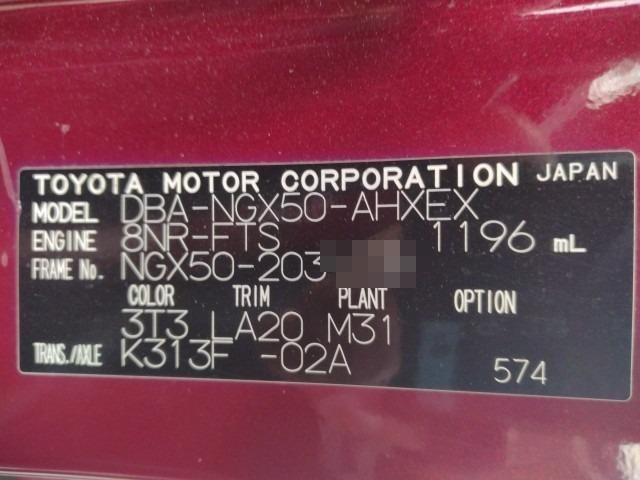 TOYOTA MOTOR CORPORATION JAPAN
MODEL DBA-NGX50-AHXEX
ENGINE 8NR-FTS 1196 mL
FRAME No. NGX50-203
COLOR TRIM PLANT OPTION
3T3 LA20 M31
TRANS./AXLE K313F -02A
574